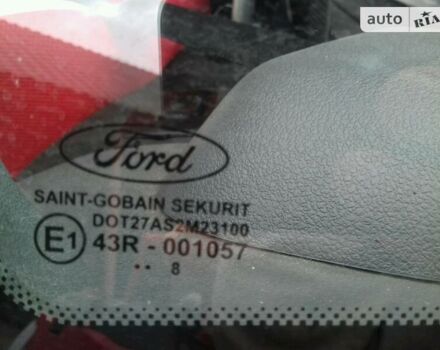 auto RIA
Ford
SAINT-GOBAIN SEKURIT
DOT27AS2M23100
E1 43R - 001057
•• 8